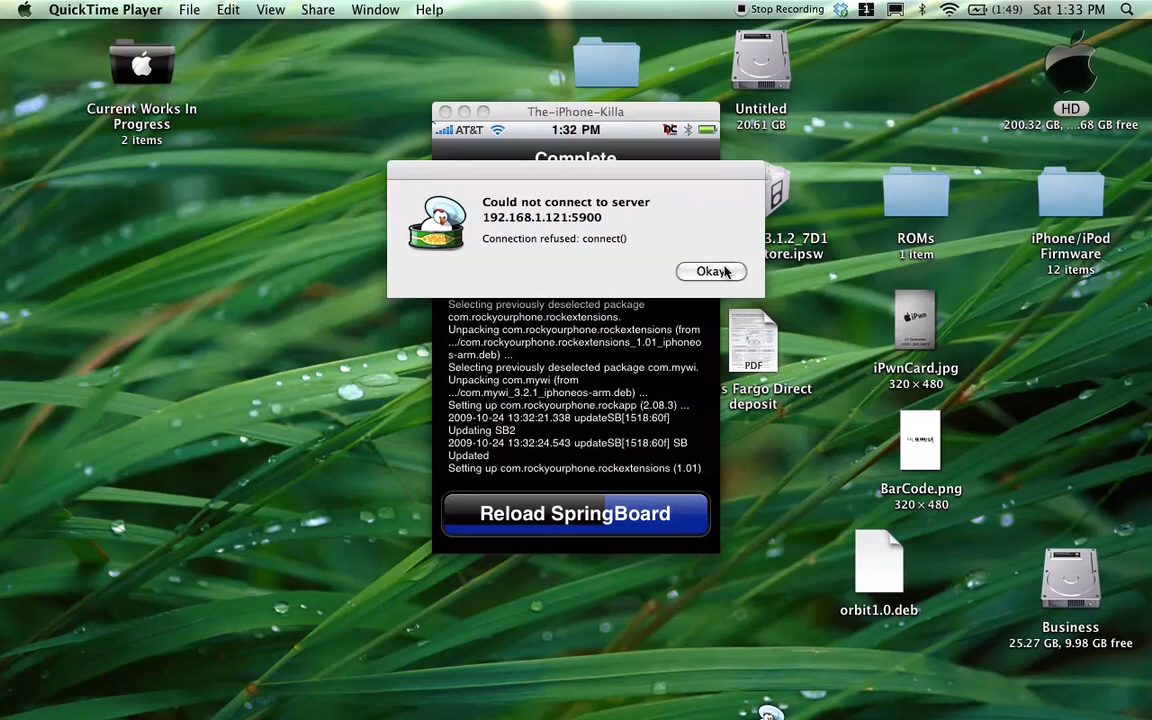 QuickTime Player File Edit View Share Window Help Stop Recording 1 (1:49) Sat 1:33 PM
Current Works In
Progress
2 items
Untitled
20.61 GB
HD
200.32 GB, ....68 GB free
The-iPhone-Killa
AT&T 1:32 PM
Complete
Could not connect to server
192.168.1.121:5900
Connection refused: connect()
Okay
3.1.2_7D1
tore.ipsw
ROMs
1 item
iPhone/iPod
Firmware
12 items
Selecting previously deselected package
com.rockyourphone.rockextensions.
Unpacking com.rockyourphone.rockextensions (from
.../com.rockyourphone.rockextensions_1.01_iphoneo
s-arm.deb) ...
Selecting previously deselected package com.mywi.
Unpacking com.mywi (from
.../com.mywi_3.2.1_iphoneos-arm.deb) ...
Setting up com.rockyourphone.rockapp (2.08.3) ...
2009-10-24 13:32:21.338 updateSB[1518:60f]
Updating SB2
2009-10-24 13:32:24.543 updateSB[1518:60f] SB
Updated
Setting up com.rockyourphone.rockextensions (1.01)
Reload SpringBoard
PDF
s Fargo Direct
deposit
iPwn
iPwnCard.jpg
320 × 480
BarCode.png
320 × 480
orbit1.0.deb
Business
25.27 GB, 9.98 GB free